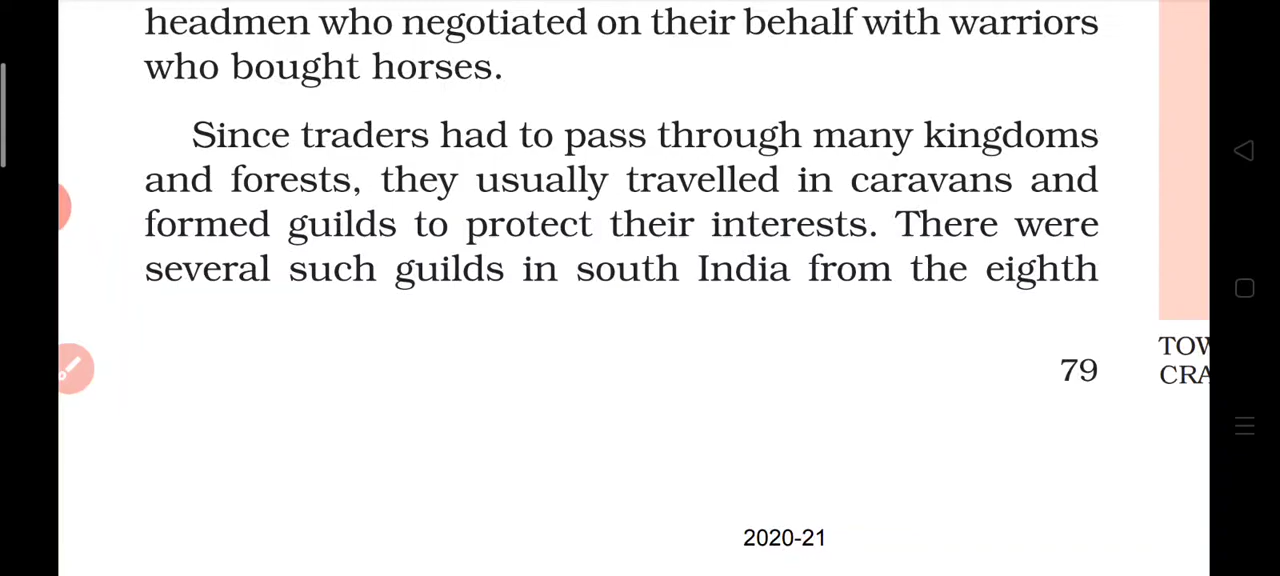 headmen who negotiated on their behalf with warriors
who bought horses.
Since traders had to pass through many kingdoms
and forests, they usually travelled in caravans and
formed guilds to protect their interests. There were
several such guilds in south India from the eighth
79
TOW
CRA
2020-21